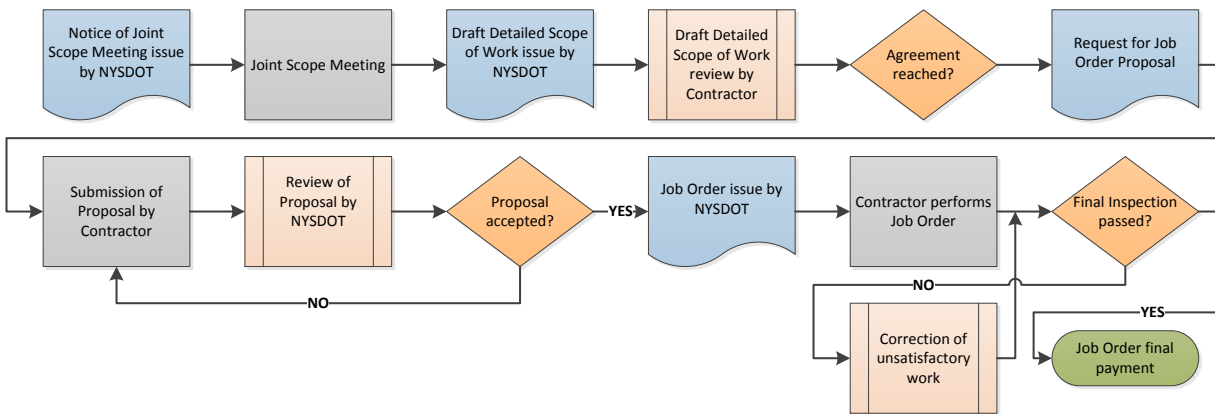 Notice of Joint
Scope Meeting issue
by NYSDOT
Joint Scope Meeting
Draft Detailed Scope
of Work issue by
NYSDOT
Draft Detailed
Scope of Work
review by
Contractor
Agreement
reached?
Request for Job
Order Proposal
Submission of
Proposal by
Contractor
Review of
Proposal by
NYSDOT
Proposal
accepted?
YES
Job Order issue by
NYSDOT
Contractor performs
Job Order
Final Inspection
passed?
NO
NO
YES
Correction of
unsatisfactory
work
Job Order final
payment